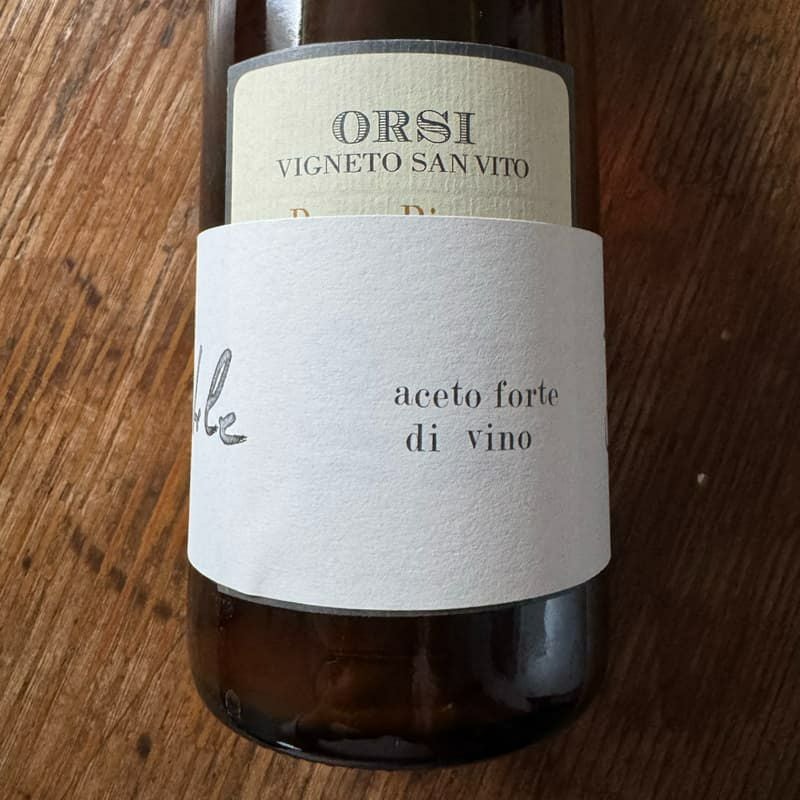 ORSI
VIGNETO SAN VITO
aceto forte
di vino